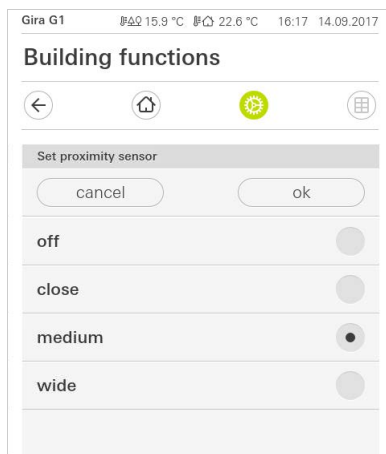 Gira G1 15.9 °C 22.6 °C 16:17 14.09.2017
Building functions
Set proximity sensor
cancel ok
off
close
medium
wide